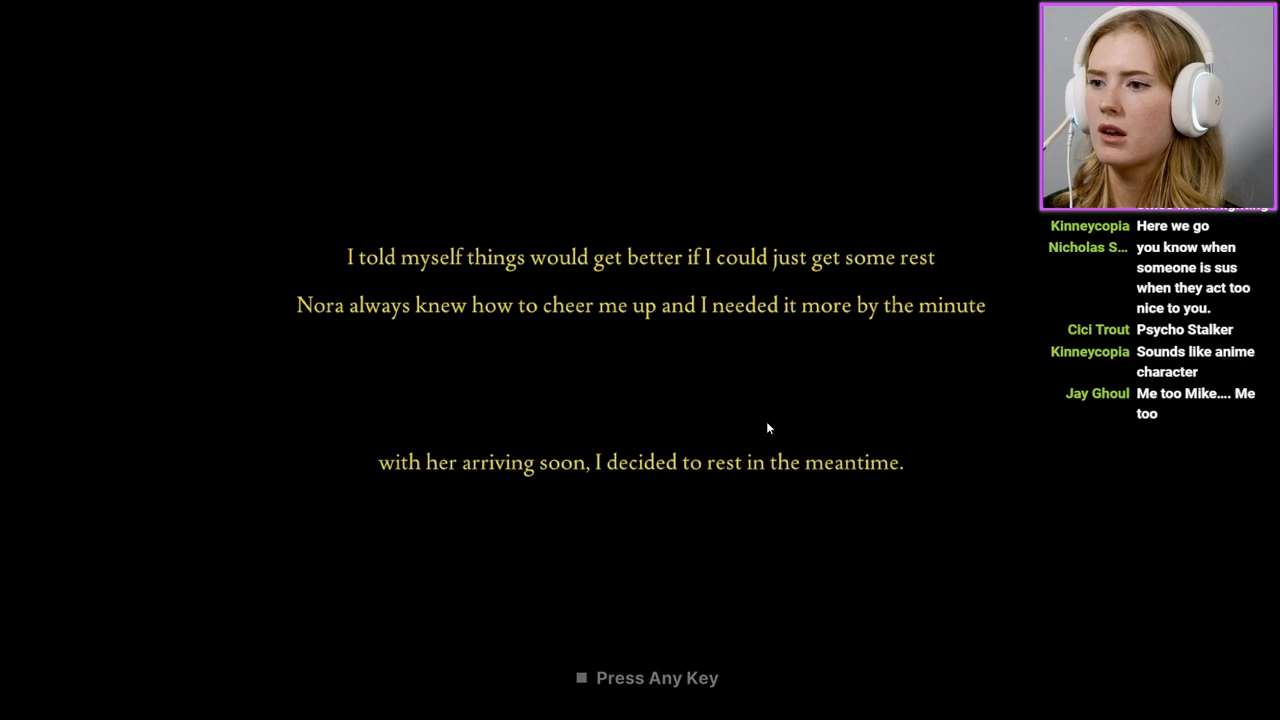 I told myself things would get better if I could just get some rest
Nora always knew how to cheer me up and I needed it more by the minute
with her arriving soon, I decided to rest in the meantime.
Press Any Key
Kinneycopia Here we go
Nicholas S... you know when
someone is sus
when they act too
nice to you.
Cici Trout Psycho Stalker
Kinneycopia Sounds like anime
character
Jay Ghoul Me too Mike.... Me
too